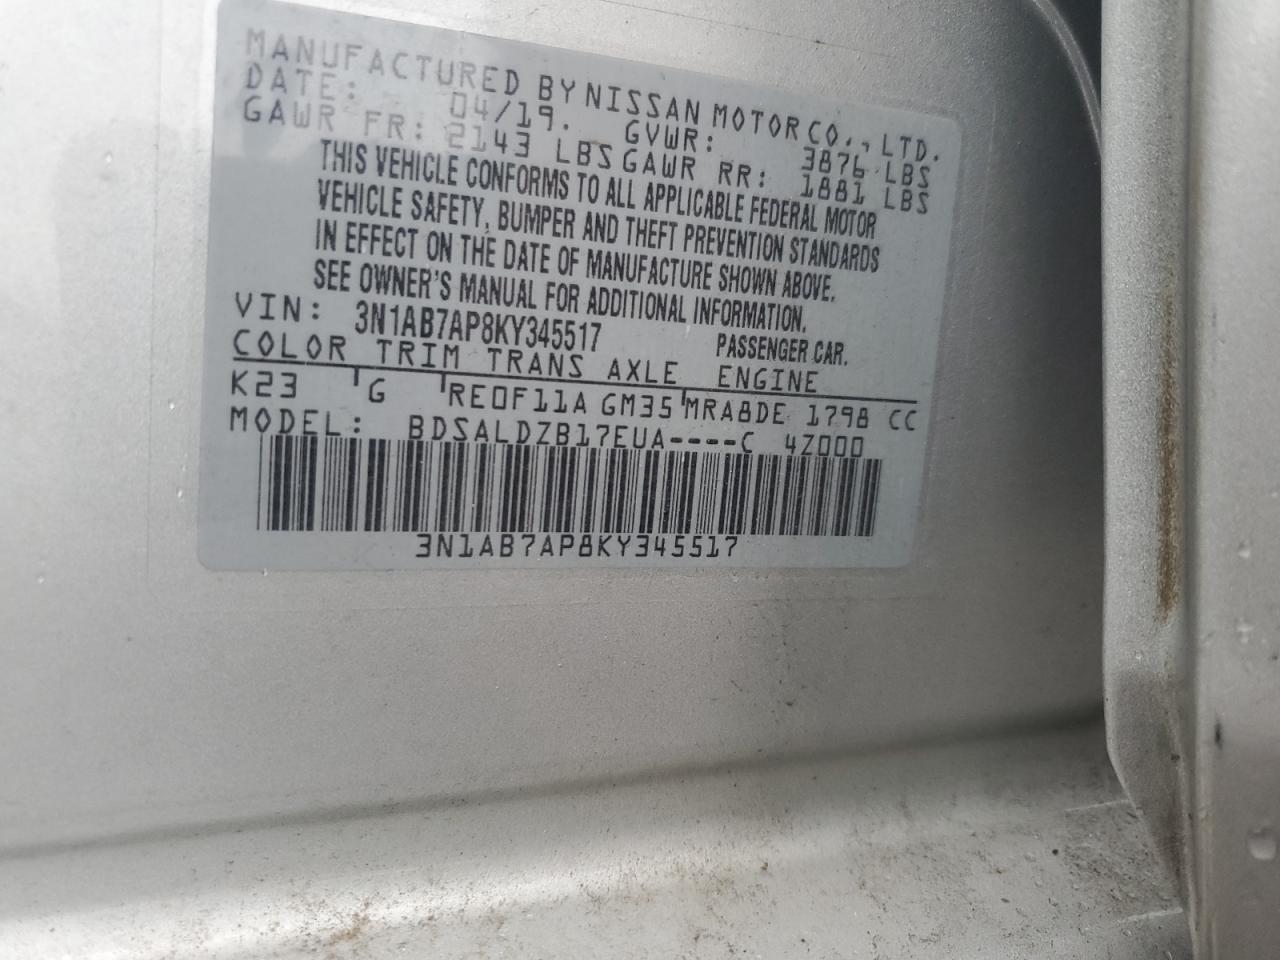 MANUFACTURED BY NISSAN MOTOR CO., LTD.
DATE: 04/19. GVWR: 3876 LBS
GAWR FR: 2143 LBS GAWR RR: 1881 LBS
THIS VEHICLE CONFORMS TO ALL APPLICABLE FEDERAL MOTOR
VEHICLE SAFETY, BUMPER AND THEFT PREVENTION STANDARDS
IN EFFECT ON THE DATE OF MANUFACTURE SHOWN ABOVE.
SEE OWNER'S MANUAL FOR ADDITIONAL INFORMATION.
VIN: 3N1AB7AP8KY345517 PASSENGER CAR.
COLOR TRIM TRANS AXLE ENGINE
K23 G RE0F11A GM35 MRA8DE 1798 CC
MODEL: BDSALDZB17EUA----C 4Z000
3N1AB7AP8KY345517